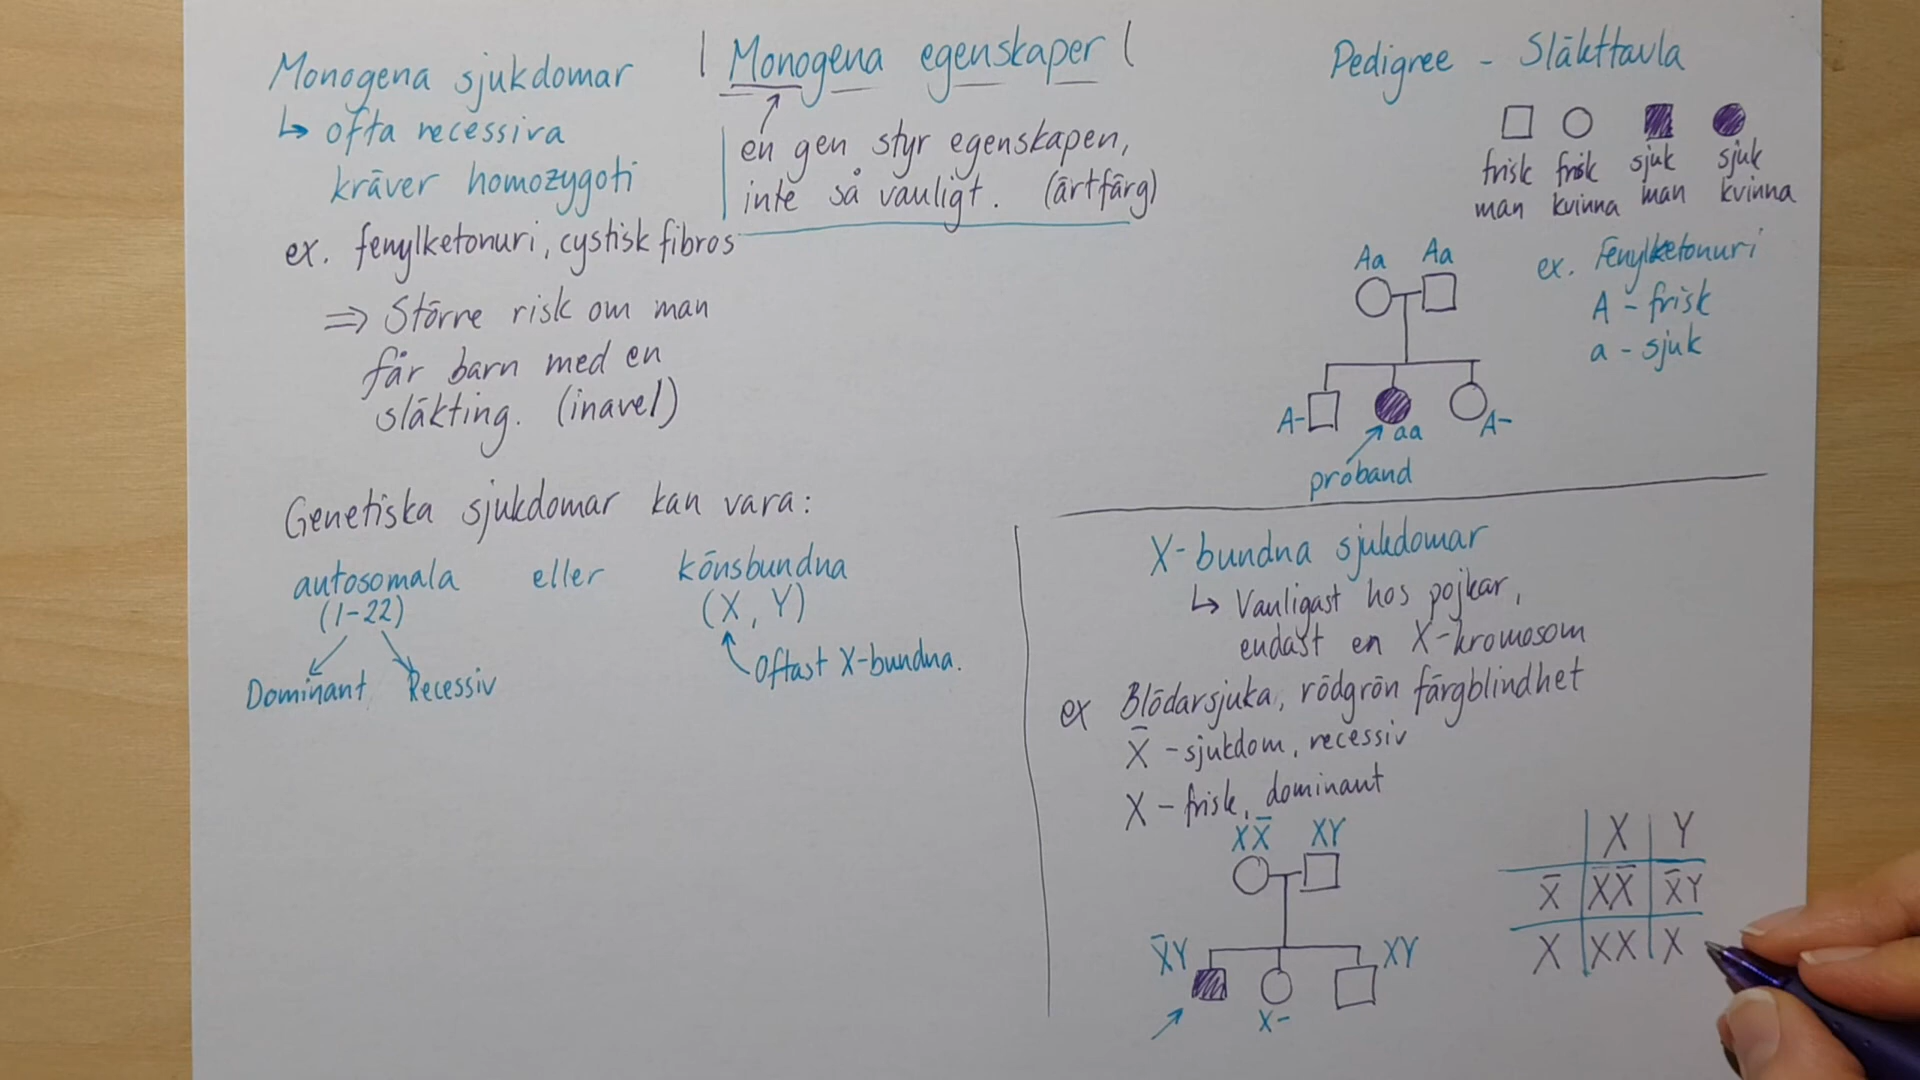 Monogena sjukdomar
↳ ofta recessiva
kräver homozygoti
ex. fenylketonuri, cystisk fibros
⇒ Större risk om man
får barn med en
släkting. (inavel)
Monogena egenskaper
en gen styr egenskapen,
inte så vanligt. (ärtfärg)
Pedigree - Släkttavla
frisk man
frisk kvinna
sjuk man
sjuk kvinna
ex. Fenylketonuri
A - frisk
a - sjuk
Aa Aa
A- aa A-
proband
Genetiska sjukdomar kan vara:
autosomala eller könsbundna
(1-22) (X, Y)
Dominant Recessiv
Oftast X-bundna.
X-bundna sjukdomar
↳ Vanligast hos pojkar,
endast en X-kromosom
ex Blödarsjuka, rödgrön färgblindhet
X̄ - sjukdom, recessiv
X - frisk, dominant
XX̄ XY
X̄Y XY
X-
X Y
X̄ X̄X̄ X̄Y
X XX X